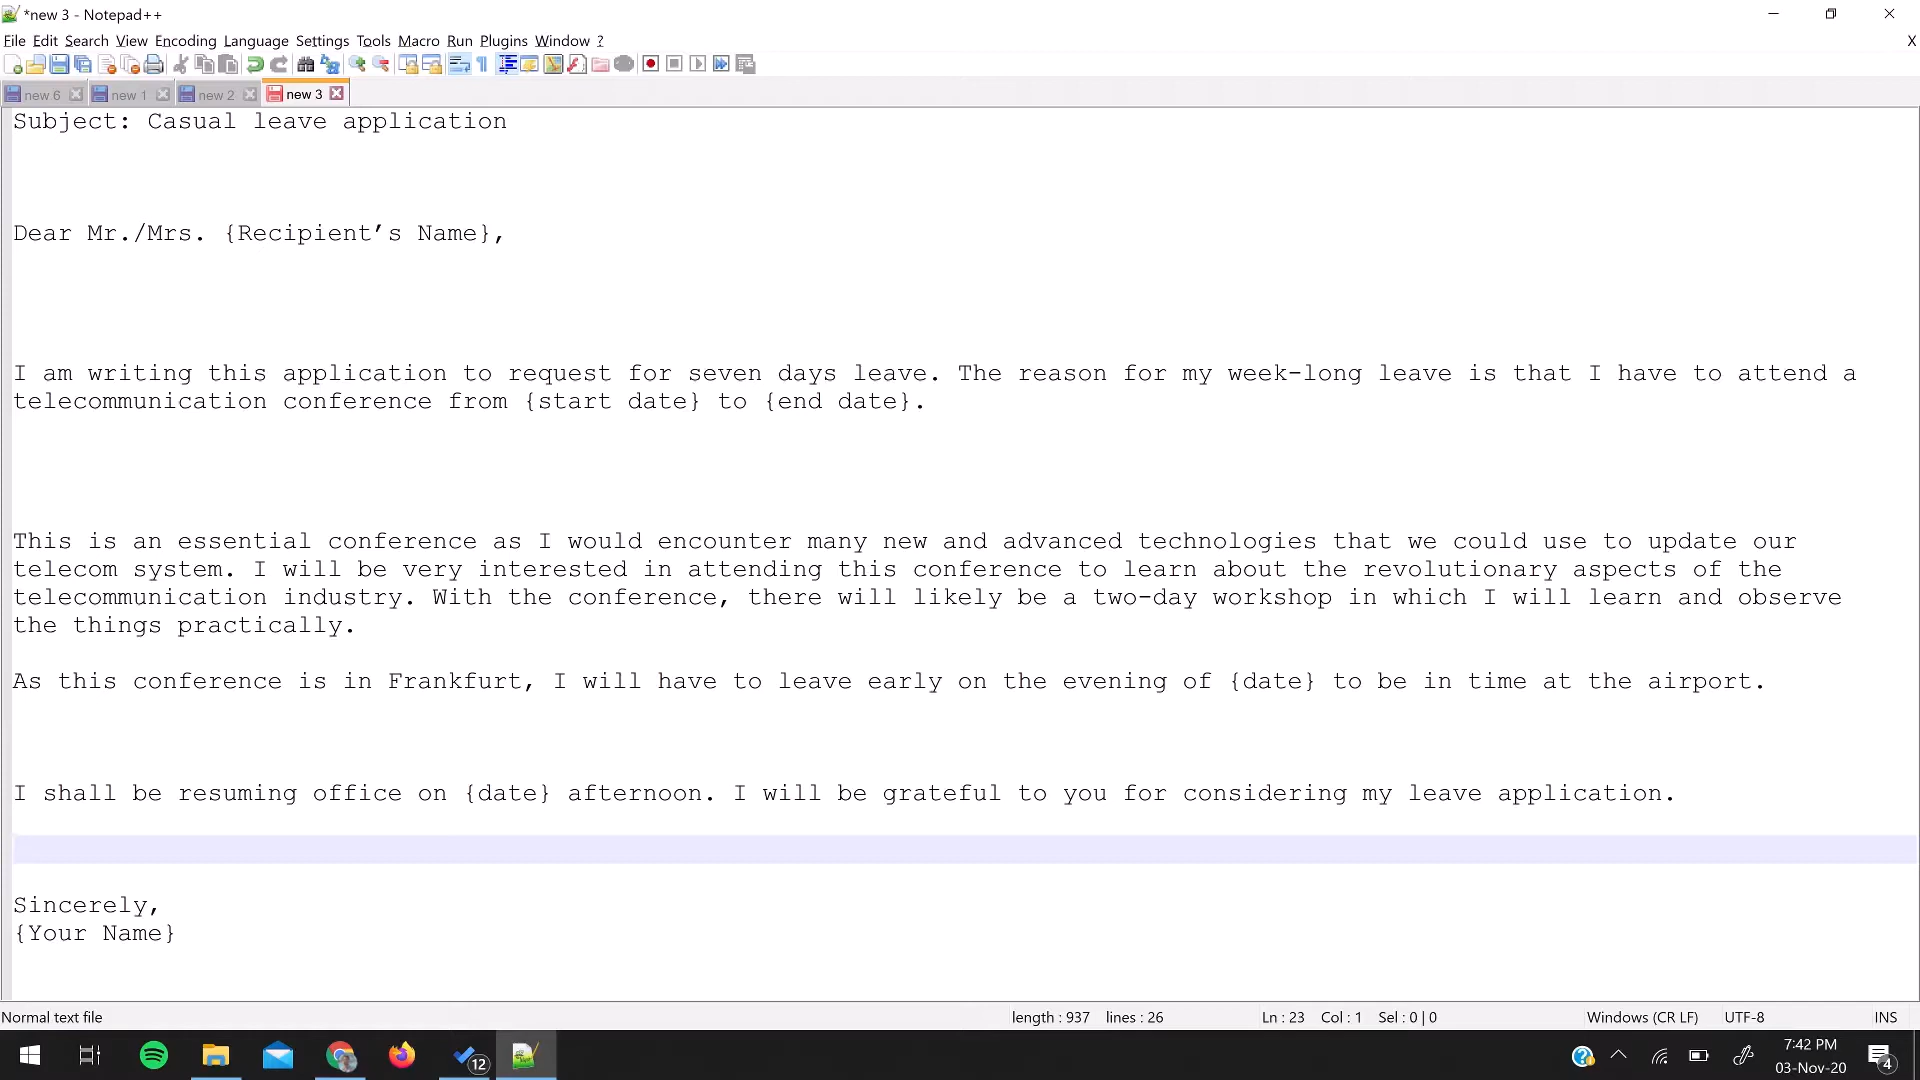 *new 3 - Notepad++
File Edit Search View Encoding Language Settings Tools Macro Run Plugins Window ? X
new 6 new 1 new 2 new 3
Subject: Casual leave application
Dear Mr./Mrs. {Recipient’s Name},
I am writing this application to request for seven days leave. The reason for my week-long leave is that I have to attend a
telecommunication conference from {start date} to {end date}.
This is an essential conference as I would encounter many new and advanced technologies that we could use to update our
telecom system. I will be very interested in attending this conference to learn about the revolutionary aspects of the
telecommunication industry. With the conference, there will likely be a two-day workshop in which I will learn and observe
the things practically.
As this conference is in Frankfurt, I will have to leave early on the evening of {date} to be in time at the airport.
I shall be resuming office on {date} afternoon. I will be grateful to you for considering my leave application.
Sincerely,
{Your Name}
Normal text file length : 937 lines : 26 Ln : 23 Col : 1 Sel : 0 | 0 Windows (CR LF) UTF-8 INS
12 7:42 PM
03-Nov-20 4